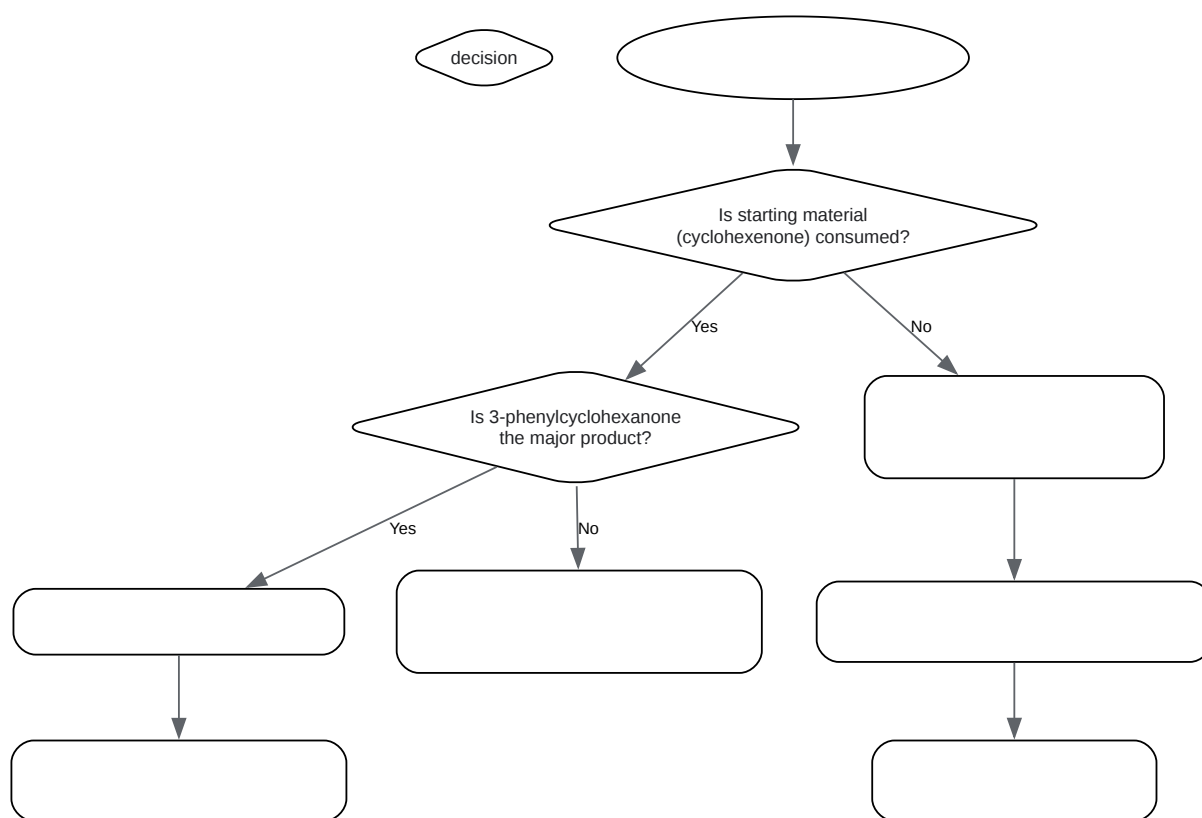 decision
Is starting material
(cyclohexenone) consumed?
Yes
No
Is 3-phenylcyclohexanone
the major product?
Yes
No